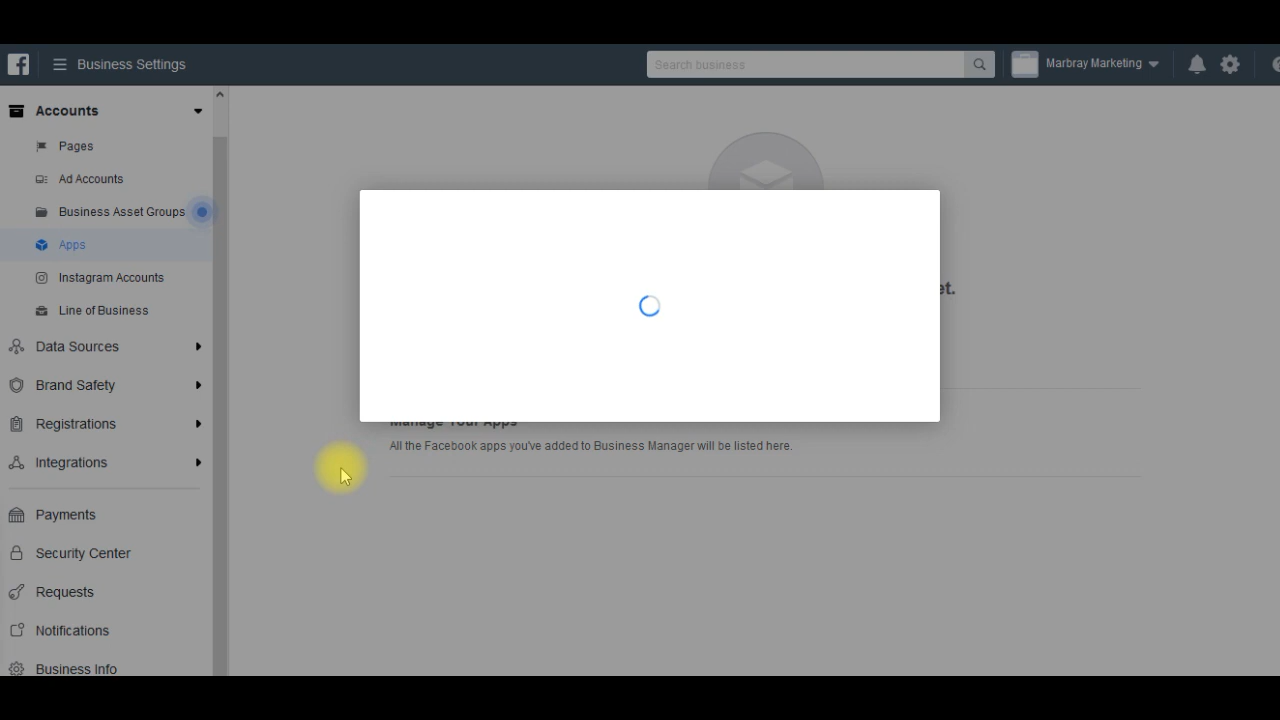 Business Settings
Search business
Marbray Marketing
Accounts
Pages
Ad Accounts
Business Asset Groups
Apps
Instagram Accounts
Line of Business
Data Sources
Brand Safety
Registrations
Integrations
Payments
Security Center
Requests
Notifications
Business Info
et.
Manage Your Apps
All the Facebook apps you've added to Business Manager will be listed here.